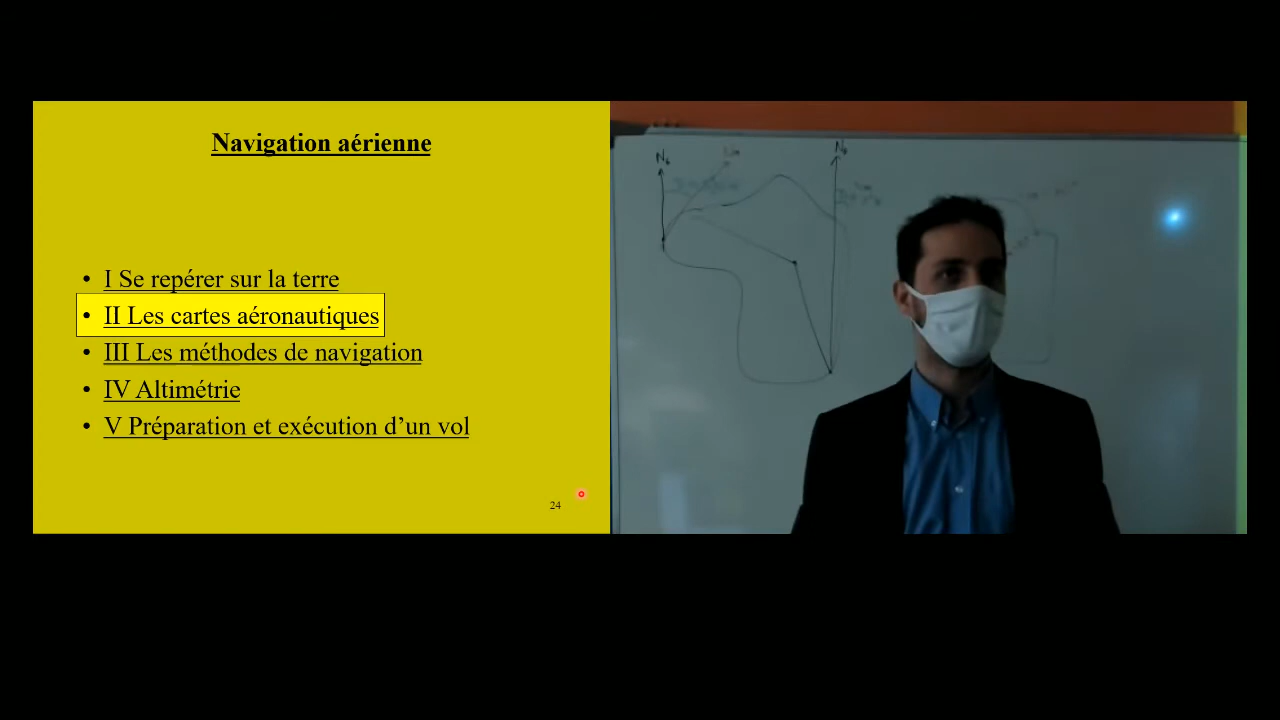 Navigation aérienne
• I Se repérer sur la terre
• II Les cartes aéronautiques
• III Les méthodes de navigation
• IV Altimétrie
• V Préparation et exécution d’un vol
24